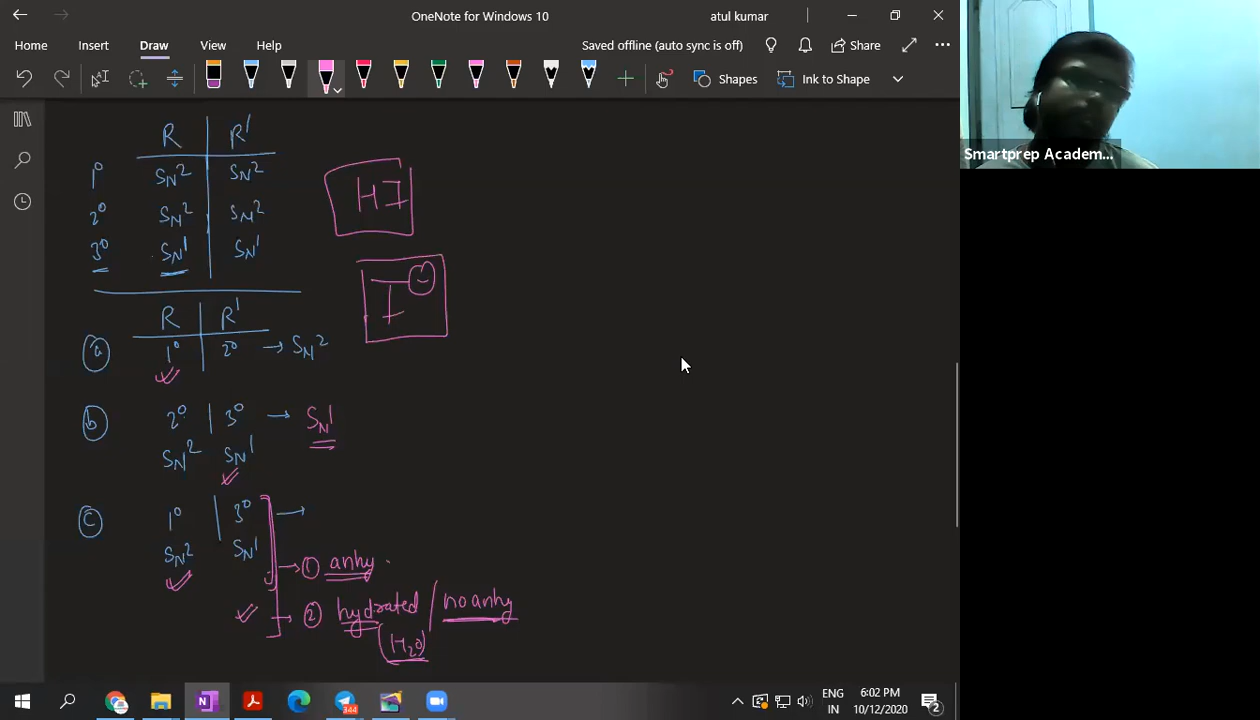 OneNote for Windows 10
atul kumar
Home Insert Draw View Help
Saved offline (auto sync is off)
Share
Shapes
Ink to Shape
R | R'
1° SN2 | SN2
2° SN2 | SN2
3° SN1 | SN1
HI
I⊖
R | R'
(a) 1° | 2° → SN2
(b) 2° | 3° → SN1
SN2 SN1
(c) 1° | 3° →
SN2 SN1
→ ① anhy
→ ② hydrated / no anhy
(H2O)
Smartprep Academ...
344
ENG
IN
6:02 PM
10/12/2020
2